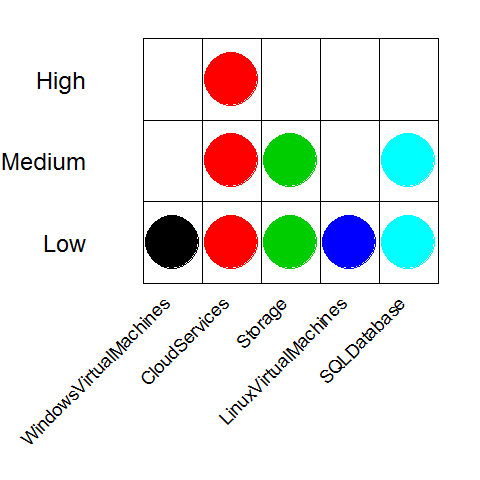 High
Medium
Low
WindowsVirtualMachines
CloudServices
Storage
LinuxVirtualMachines
SQLDatabase